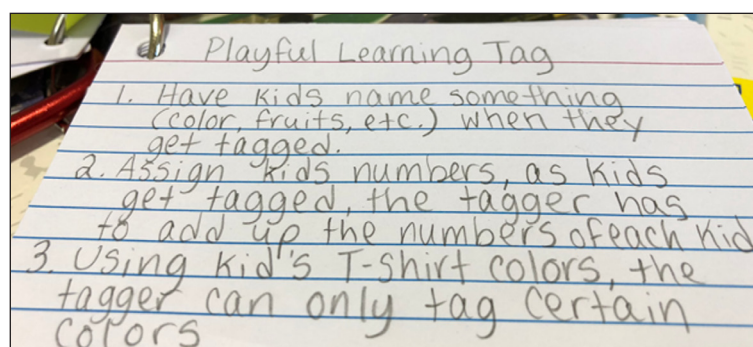 Playful Learning Tag
1. Have kids name something
(color, fruits, etc.) when they
get tagged.
2. Assign kids numbers, as kids
get tagged, the tagger has
to add up the numbers of each kid
3. Using kid's T-shirt colors, the
tagger can only tag certain
colors